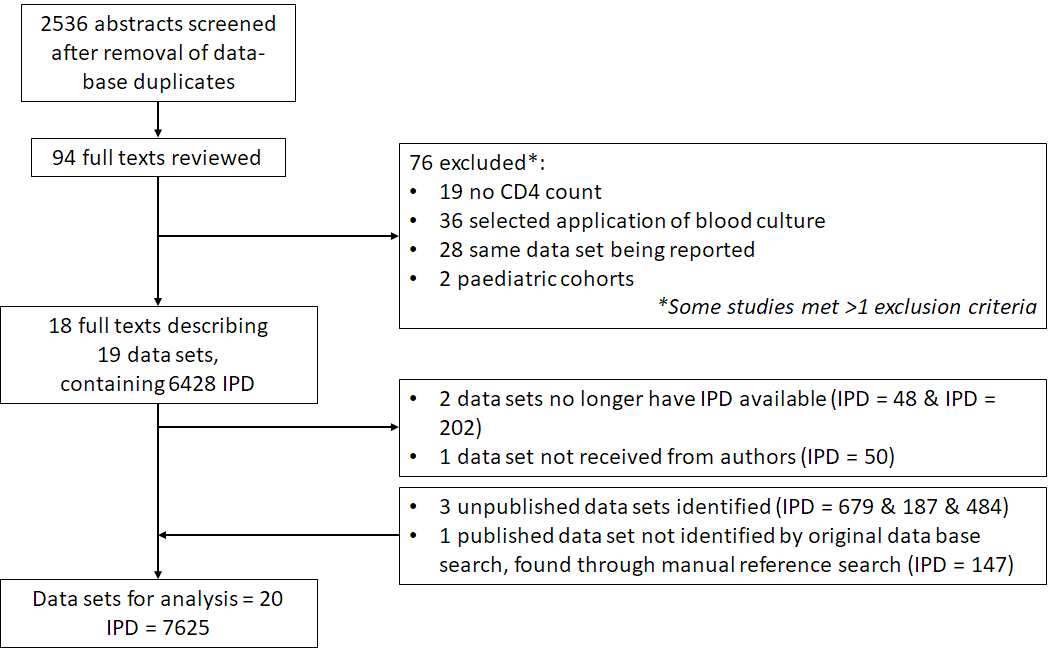 2536 abstracts screened
after removal of data-
base duplicates
94 full texts reviewed
76 excluded*:
• 19 no CD4 count
• 36 selected application of blood culture
• 28 same data set being reported
• 2 paediatric cohorts
*Some studies met >1 exclusion criteria
18 full texts describing
19 data sets,
containing 6428 IPD
• 2 data sets no longer have IPD available (IPD = 48 & IPD =
202)
• 1 data set not received from authors (IPD = 50)
• 3 unpublished data sets identified (IPD = 679 & 187 & 484)
• 1 published data set not identified by original data base
search, found through manual reference search (IPD = 147)
Data sets for analysis = 20
IPD = 7625